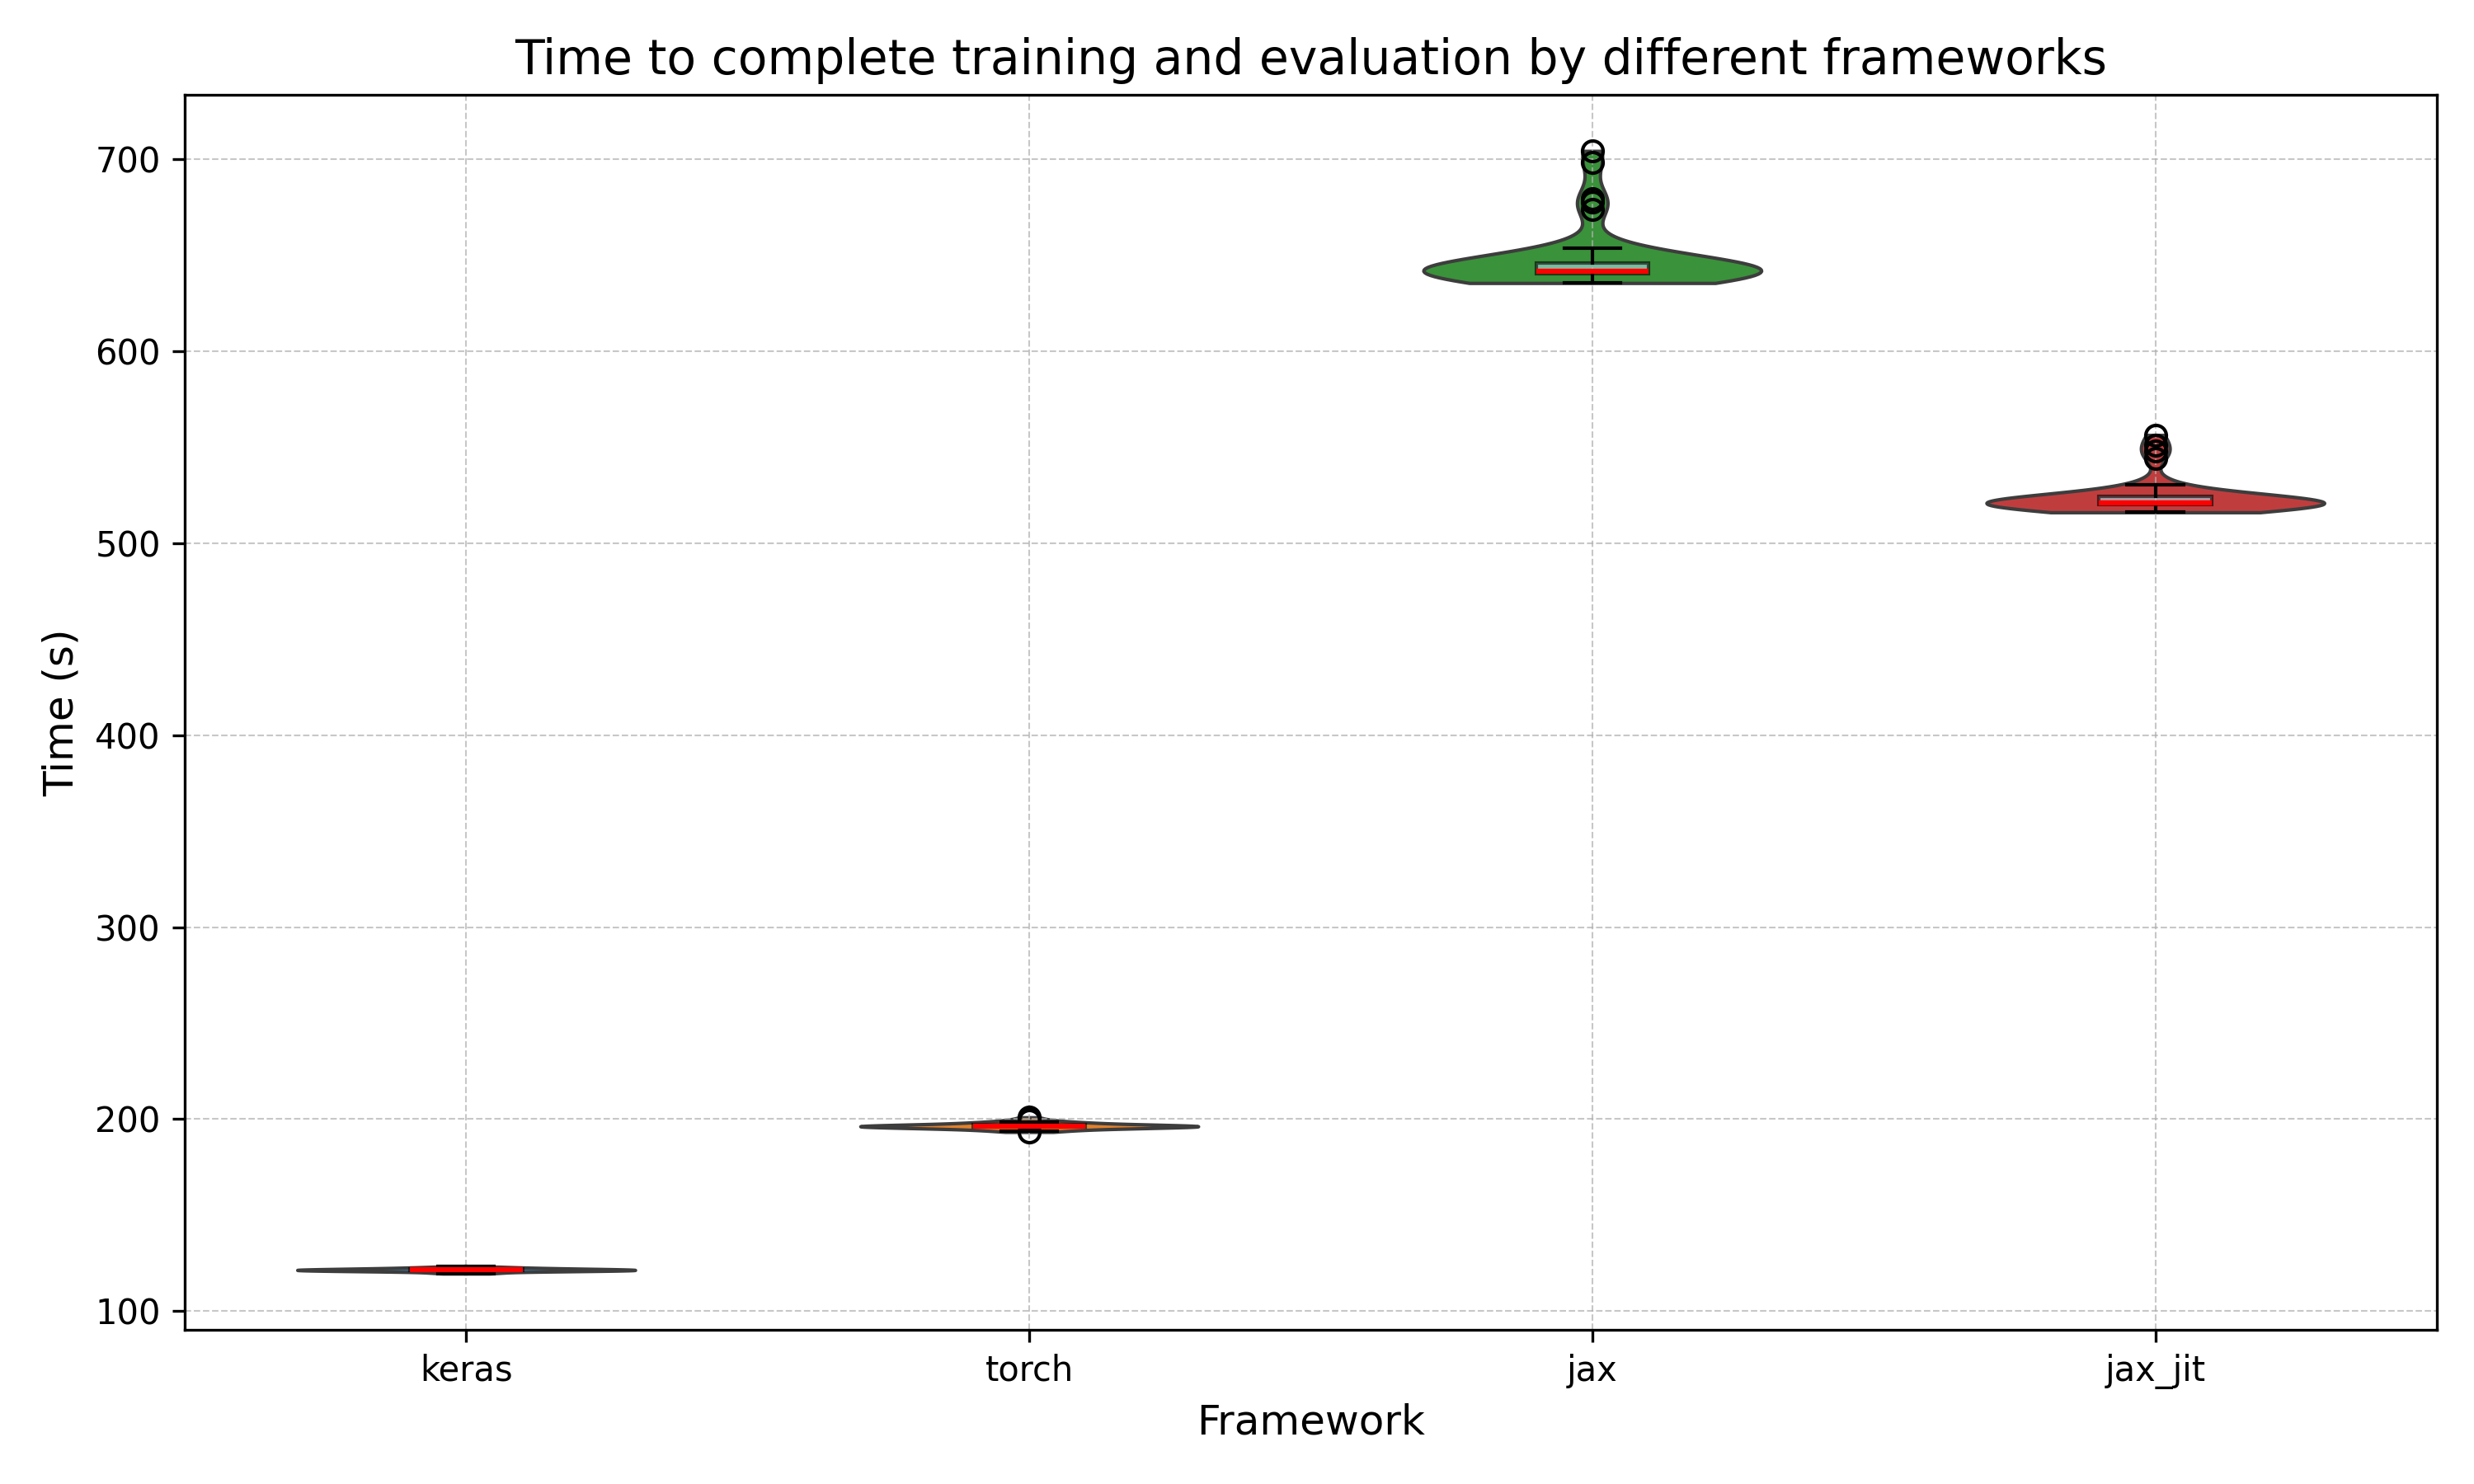 Time to complete training and evaluation by different frameworks
Time (s)
700
600
500
400
300
200
100
keras torch jax jax_jit
Framework